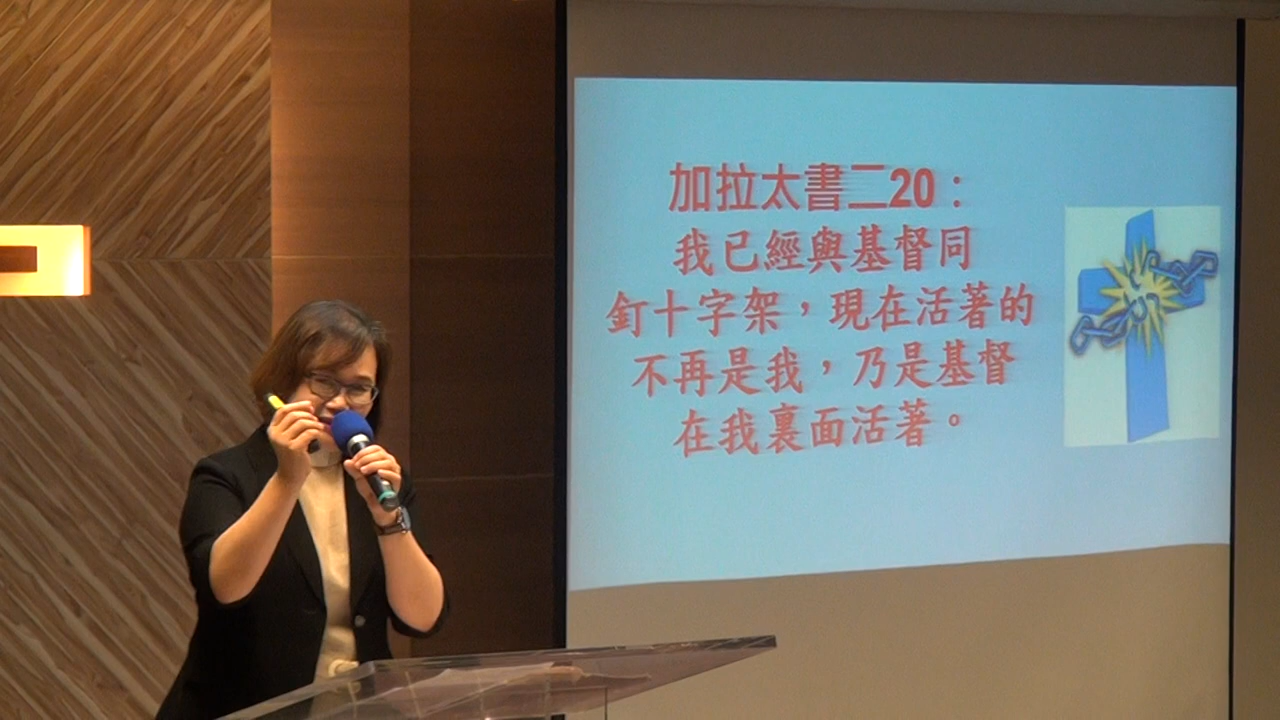 加拉太書二20：
我已經與基督同
釘十字架，現在活著的
不再是我，乃是基督
在我裏面活著。